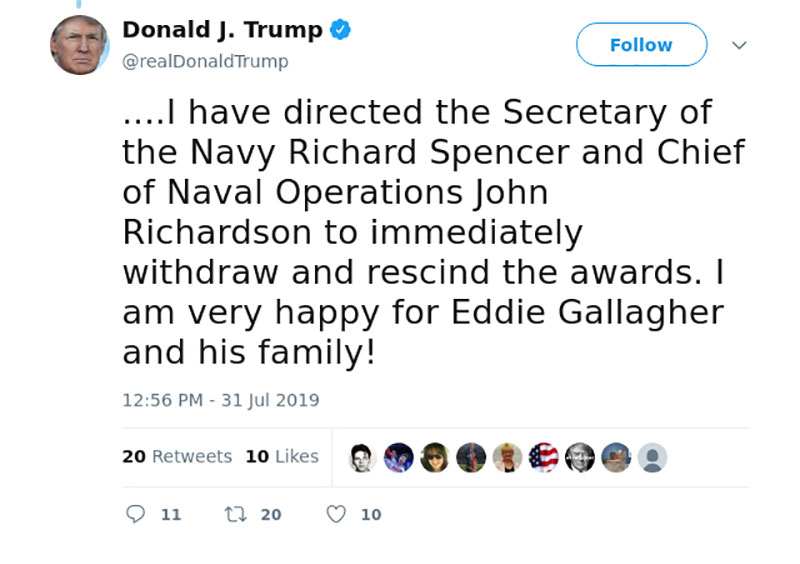 Donald J. Trump
@realDonaldTrump
Follow
....I have directed the Secretary of
the Navy Richard Spencer and Chief
of Naval Operations John
Richardson to immediately
withdraw and rescind the awards. I
am very happy for Eddie Gallagher
and his family!
12:56 PM - 31 Jul 2019
20 Retweets 10 Likes
11 20 10